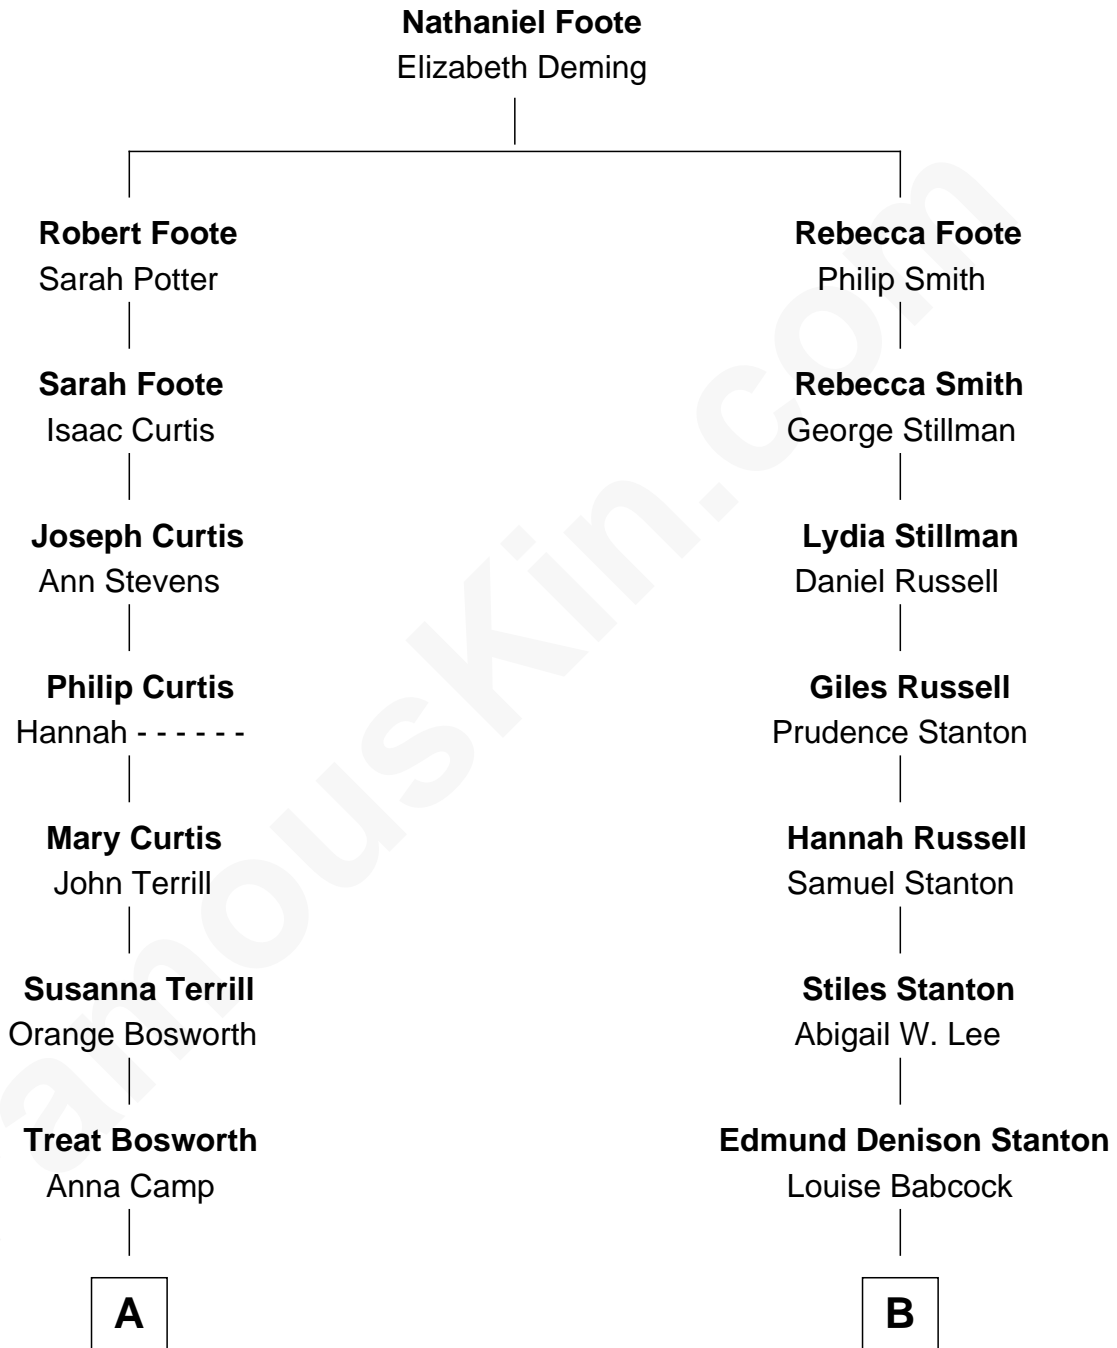 Nathaniel Foote
Elizabeth Deming
Robert Foote
Sarah Potter
Rebecca Foote
Philip Smith
Sarah Foote
Isaac Curtis
Rebecca Smith
George Stillman
Joseph Curtis
Ann Stevens
Lydia Stillman
Daniel Russell
Philip Curtis
Hannah - - - - - -
Giles Russell
Prudence Stanton
Mary Curtis
John Terrill
Hannah Russell
Samuel Stanton
Susanna Terrill
Orange Bosworth
Stiles Stanton
Abigail W. Lee
Treat Bosworth
Anna Camp
Edmund Denison Stanton
Louise Babcock
A
B
amousKin.com